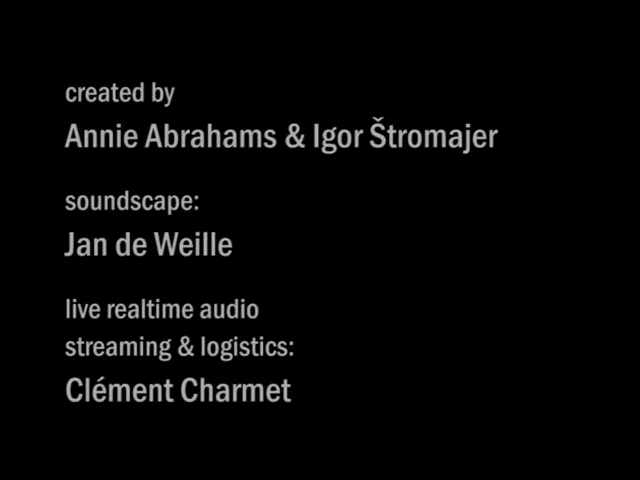 created by
Annie Abrahams & Igor Štromajer
soundscape:
Jan de Weille
live realtime audio
streaming & logistics:
Clément Charmet